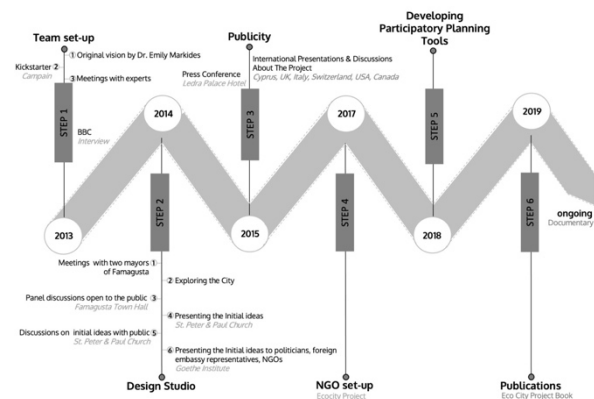 Team set-up
① Original vision by Dr. Emily Markides
Kickstarter ②
Campain
③ Meetings with experts
STEP 1
BBC
Interview
2013
2014
STEP 2
Meetings with two mayors ①
of Famagusta
② Exploring the City
Panel discussions open to the public ③
Famagusta Town Hall
④ Presenting the Initial ideas
St. Peter & Paul Church
Discussions on initial ideas with public ⑤
St. Peter & Paul Church
⑥ Presenting the Initial ideas to politicians, foreign
embassy representatives, NGOs
Goethe Institute
Design Studio
Publicity
International Presentations & Discussions
About The Project
Cyprus, UK, Italy, Switzerland, USA, Canada
Press Conference
Ledra Palace Hotel
STEP 3
2015
2017
STEP 4
NGO set-up
Ecocity Project
Developing
Participatory Planning
Tools
STEP 5
2018
2019
STEP 6
Publications
Eco City Project Book
ongoing
Documentary